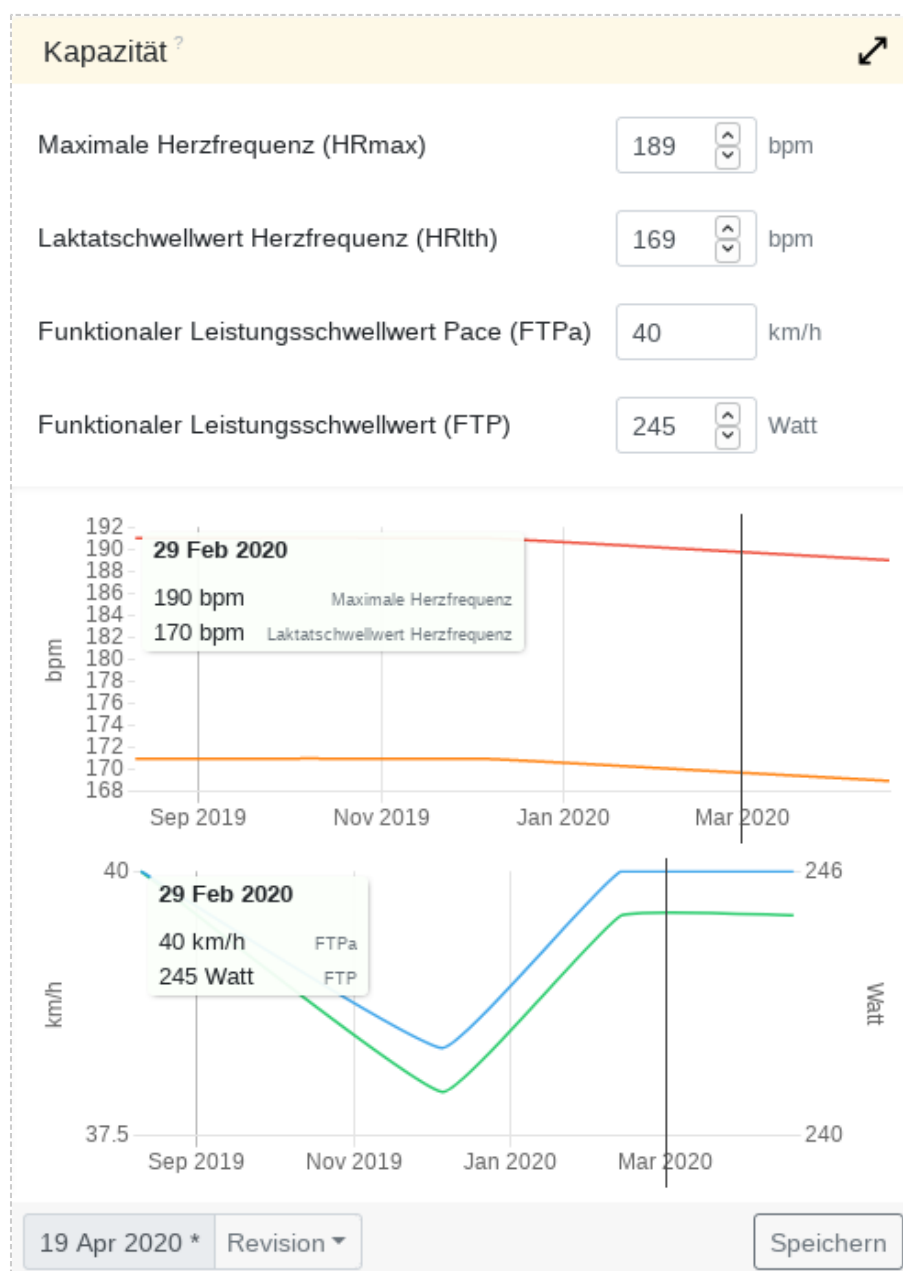 Kapazität ?
Maximale Herzfrequenz (HRmax) 189 bpm
Laktatschwellwert Herzfrequenz (HRlth) 169 bpm
Funktionaler Leistungsschwellwert Pace (FTPa) 40 km/h
Funktionaler Leistungsschwellwert (FTP) 245 Watt
192
190
188
186
184
182
180
178
176
174
172
170
168
bpm
29 Feb 2020
190 bpm Maximale Herzfrequenz
170 bpm Laktatschwellwert Herzfrequenz
Sep 2019 Nov 2019 Jan 2020 Mar 2020
40 246
29 Feb 2020
40 km/h FTPa
245 Watt FTP
km/h Watt
37.5 240
Sep 2019 Nov 2019 Jan 2020 Mar 2020
19 Apr 2020 * Revision Speichern